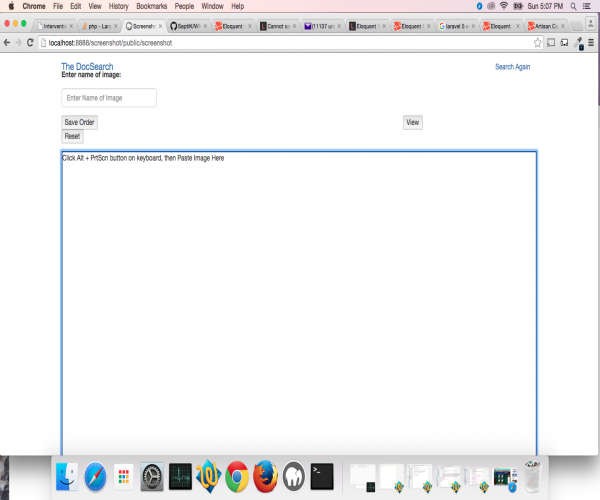 Chrome File Edit View History Bookmarks People Window Help Sun 5:07 PM
Intervent php - Lara Screensho SeptiK/W Eloquent Cannot se (11137 un Eloquent Eloquent laravel 5 e Eloquent Artisan Co
localhost:8888/screenshot/public/screenshot
The DocSearch Search Again
Enter name of image:
Enter Name of Image
Save Order View
Reset
Click Alt + PrtScn button on keyboard, then Paste Image Here